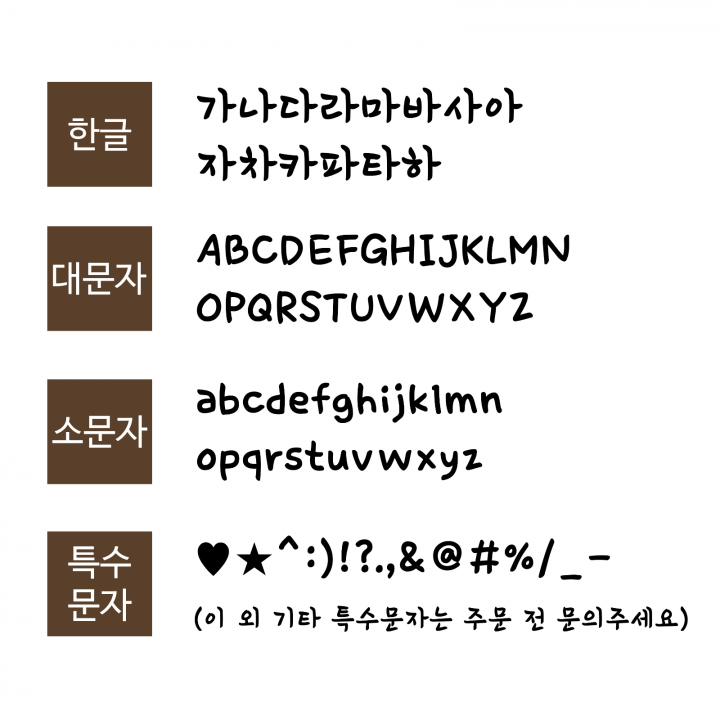 한글
가나다라마바사아
자차카파타하
대문자
ABCDEFGHIJKLMN
OPQRSTUVWXYZ
소문자
abcdefghijklmn
opqrstuvwxyz
특수
문자
♥★^:)!?.,&@#%/_-
(이 외 기타 특수문자는 주문 전 문의주세요)